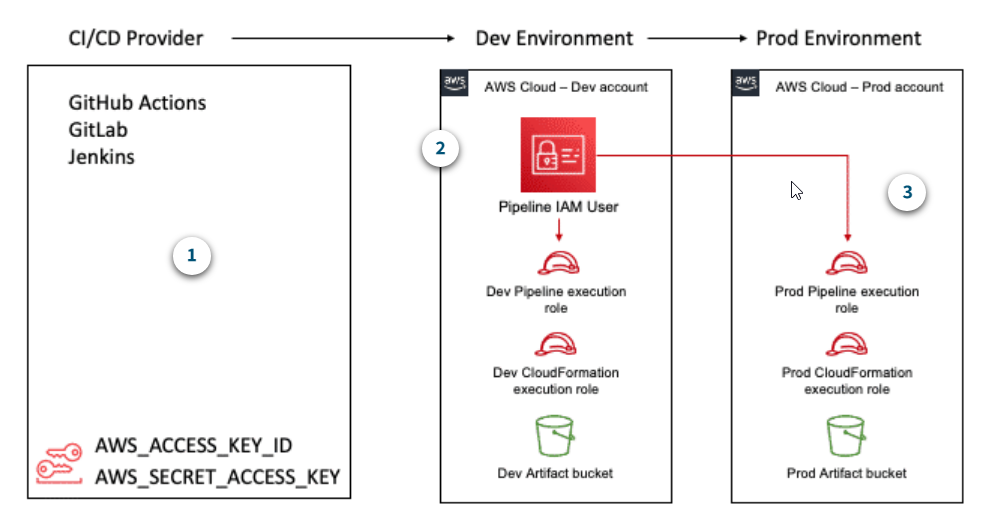 CI/CD Provider
Dev Environment
Prod Environment
GitHub Actions
GitLab
Jenkins
1
AWS_ACCESS_KEY_ID
AWS_SECRET_ACCESS_KEY
aws
AWS Cloud – Dev account
2
Pipeline IAM User
Dev Pipeline execution
role
Dev CloudFormation
execution role
Dev Artifact bucket
aws
AWS Cloud – Prod account
3
Prod Pipeline execution
role
Prod CloudFormation
execution role
Prod Artifact bucket